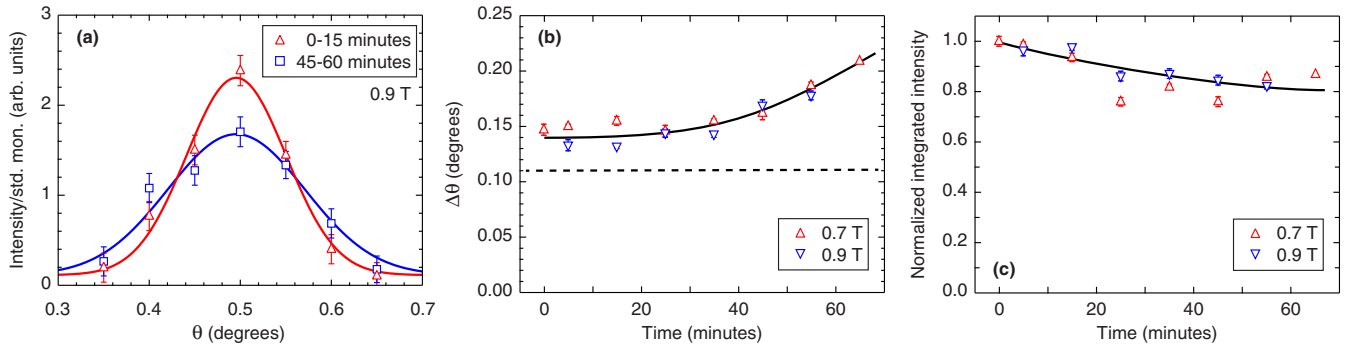 (a)
0-15 minutes
45-60 minutes
0.9 T
Intensity/std. mon. (arb. units)
3
2
1
0
0.3 0.4 0.5 0.6 0.7
θ (degrees)
(b)
Δθ (degrees)
0.25
0.20
0.15
0.10
0.05
0.00
0.7 T
0.9 T
0 20 40 60
Time (minutes)
Normalized integrated intensity
1.0
0.8
0.6
0.4
0.2
0.0
(c)
0.7 T
0.9 T
0 20 40 60
Time (minutes)